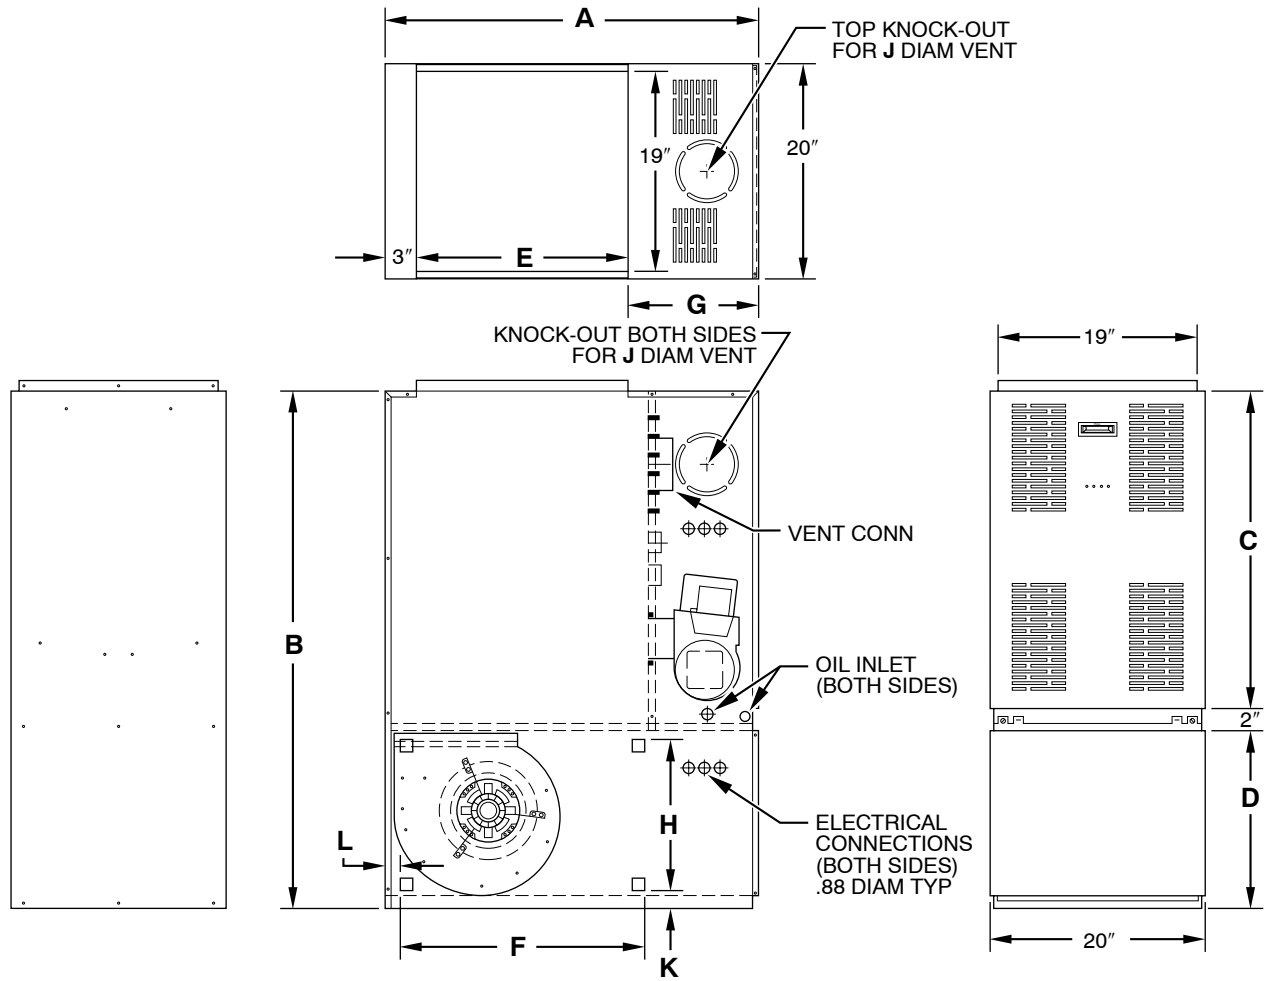 A
TOP KNOCK-OUT
FOR J DIAM VENT
19″
20″
3″
E
G
KNOCK-OUT BOTH SIDES
FOR J DIAM VENT
19″
VENT CONN
C
B
OIL INLET
(BOTH SIDES)
2″
D
H
L
ELECTRICAL
CONNECTIONS
(BOTH SIDES)
.88 DIAM TYP
F
K
20″